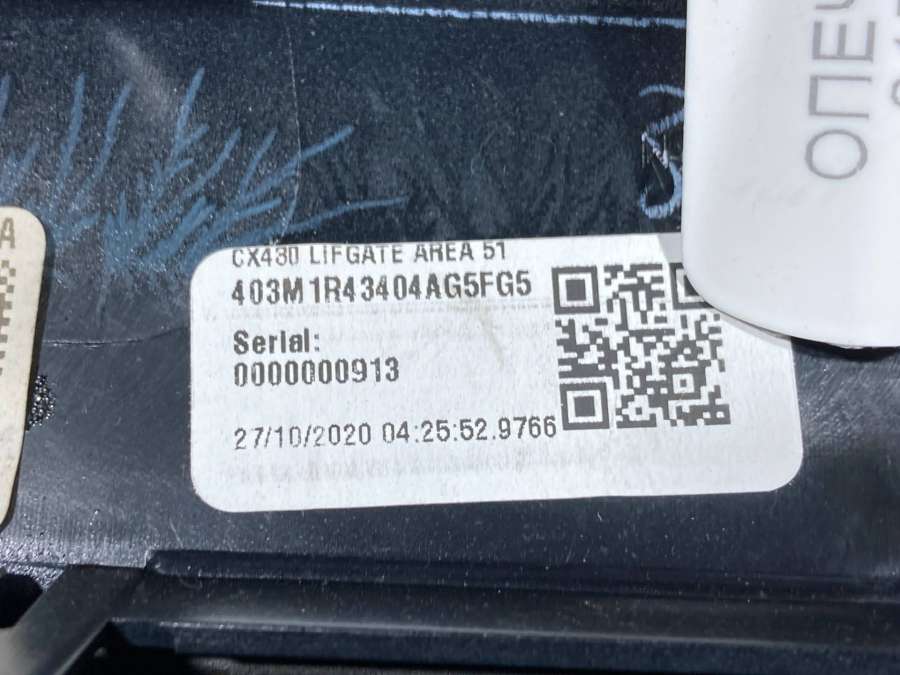 CX430 LIFGATE AREA 51
403M1R43404AG5FG5
Serial:
0000000913
27/10/2020 04:25:52.9766
A